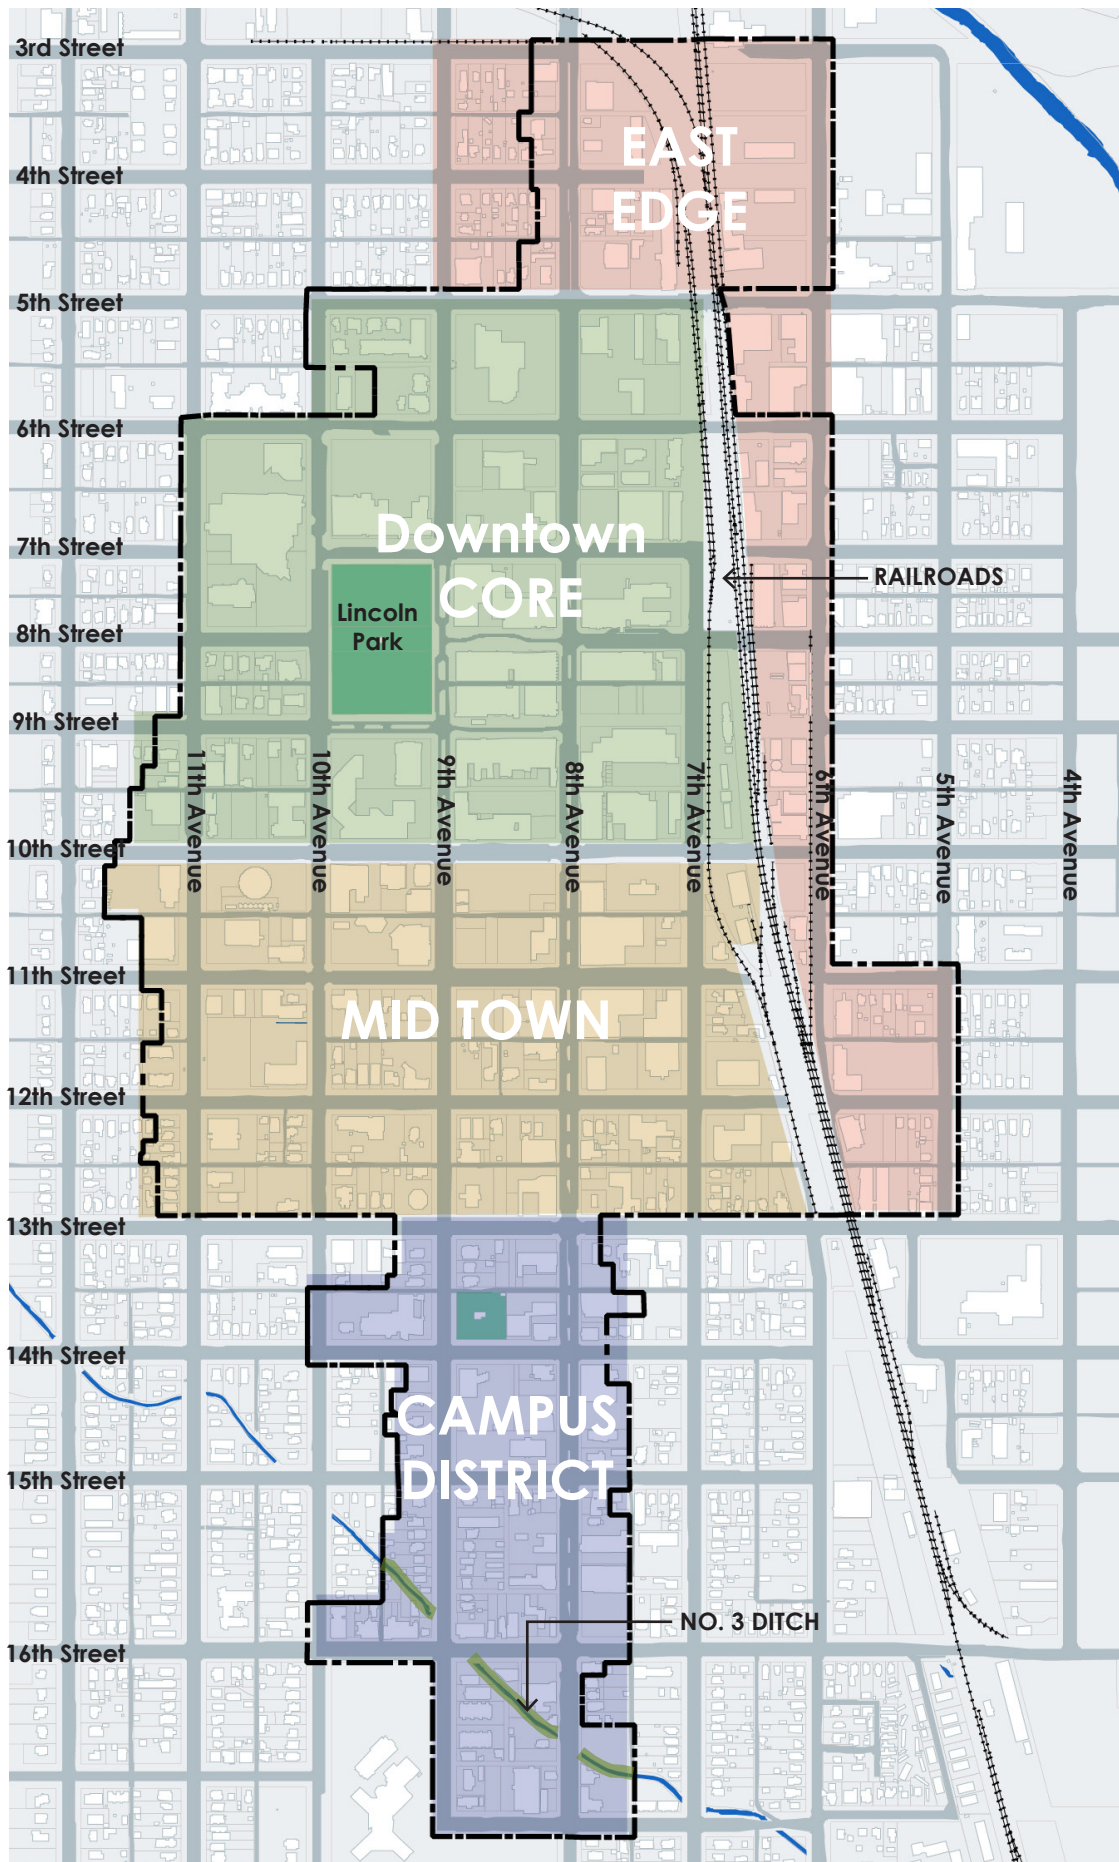 3rd Street
EAST
EDGE
4th Street
5th Street
6th Street
Downtown
CORE
7th Street
RAILROADS
Lincoln
Park
8th Street
9th Street
11th Avenue
10th Avenue
9th Avenue
8th Avenue
7th Avenue
6th Avenue
5th Avenue
4th Avenue
10th Street
11th Street
MID TOWN
12th Street
13th Street
14th Street
CAMPUS
DISTRICT
15th Street
NO. 3 DITCH
16th Street